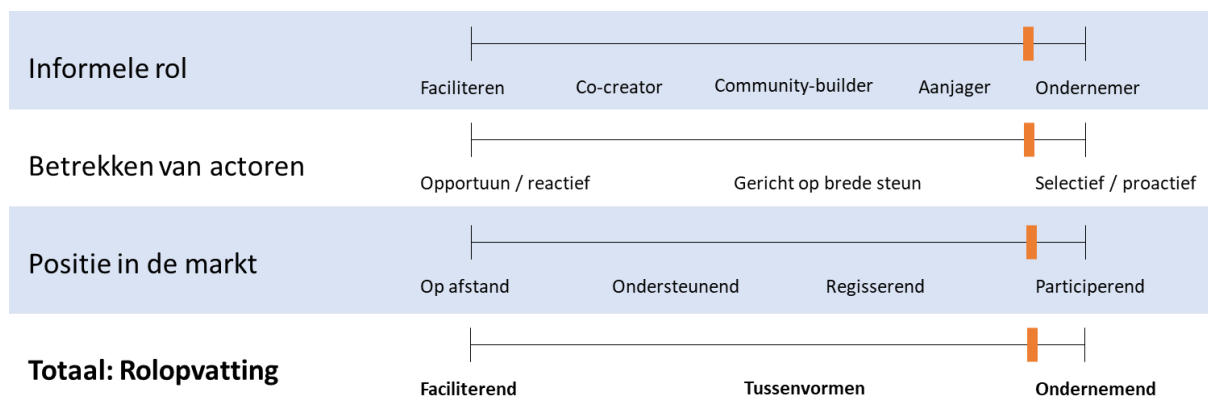 Informele rol
Faciliteren Co-creator Community-builder Aanjager Ondernemer
Betrekken van actoren
Opportuun / reactief Gericht op brede steun Selectief / proactief
Positie in de markt
Op afstand Ondersteunend Regisserend Participerend
Totaal: Rolopvatting
Faciliterend Tussenvormen Ondernemend